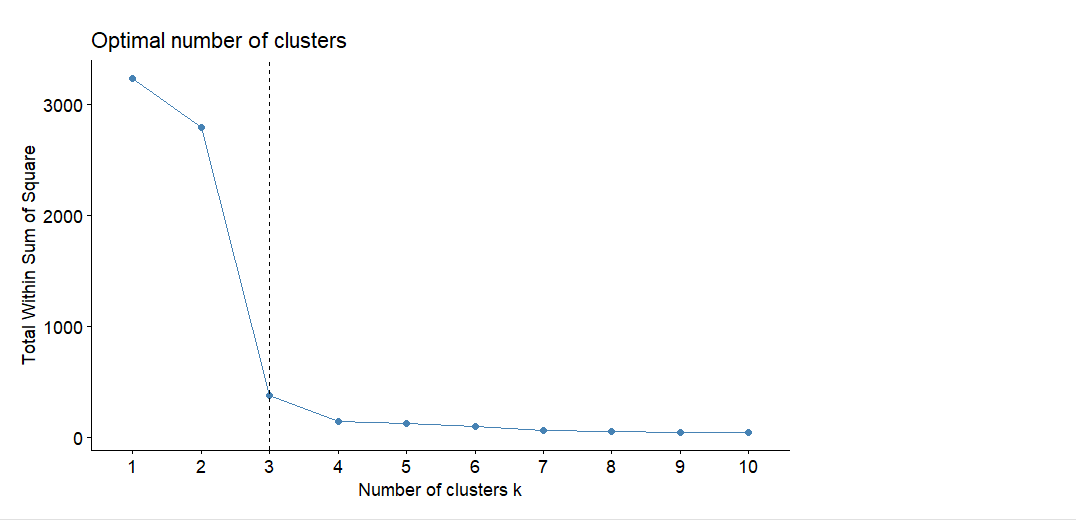 Optimal number of clusters
Total Within Sum of Square
3000
2000
1000
0
1 2 3 4 5 6 7 8 9 10
Number of clusters k